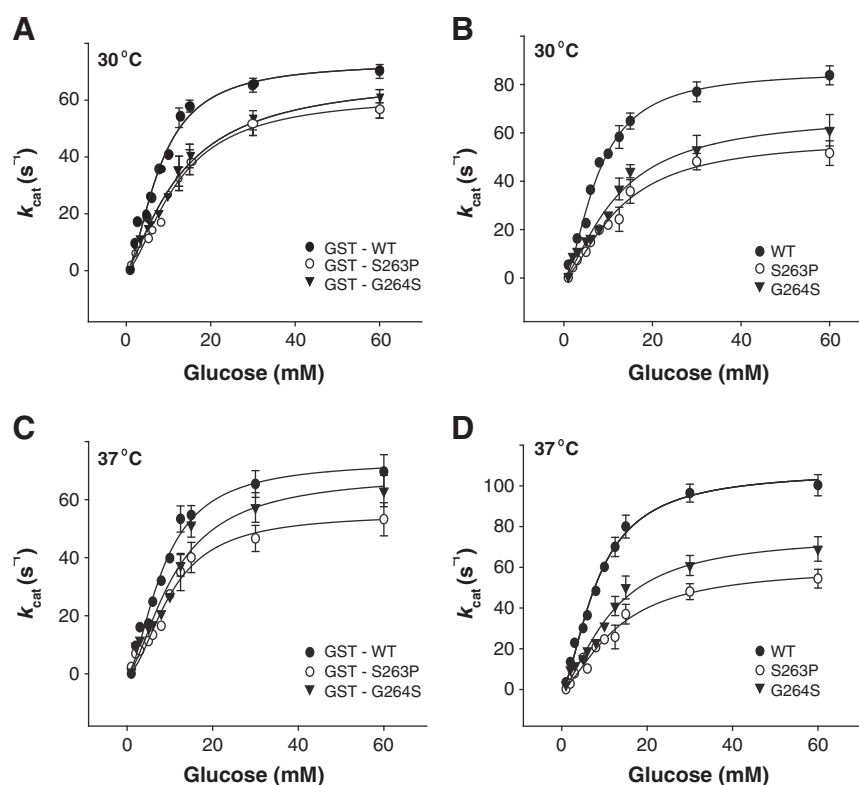 A
30°C
60
40
20
0
k_cat (s⁻¹)
GST - WT
GST - S263P
GST - G264S
0 20 40 60
Glucose (mM)
B
30°C
80
60
40
20
0
k_cat (s⁻¹)
WT
S263P
G264S
0 20 40 60
Glucose (mM)
C
37°C
60
40
20
0
k_cat (s⁻¹)
GST - WT
GST - S263P
GST - G264S
0 20 40 60
Glucose (mM)
D
37°C
100
80
60
40
20
0
k_cat (s⁻¹)
WT
S263P
G264S
0 20 40 60
Glucose (mM)